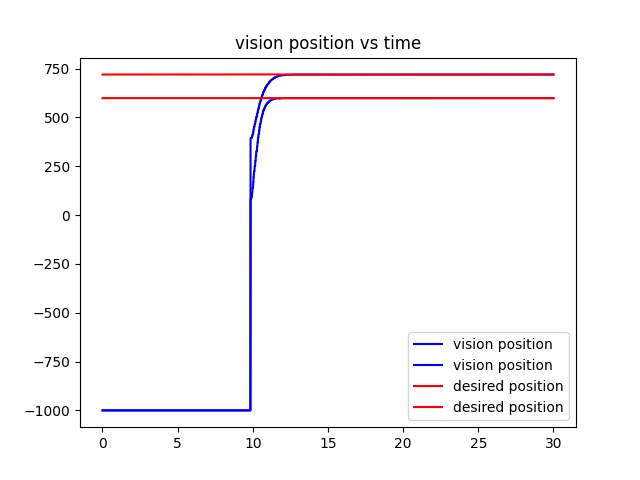 vision position vs time
750
500
250
0
−250
−500
−750
−1000
0 5 10 15 20 25 30
vision position
vision position
desired position
desired position